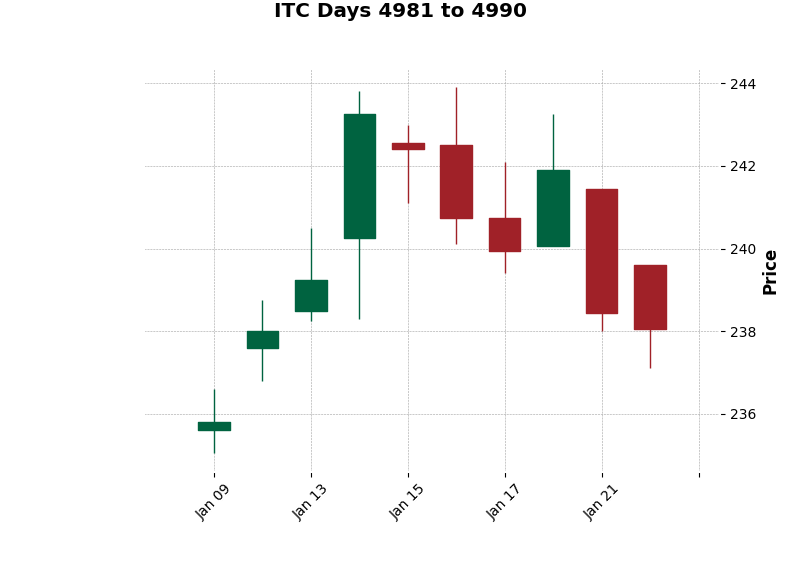 ITC Days 4981 to 4990
244
242
240
238
236
Price
Jan 09
Jan 13
Jan 15
Jan 17
Jan 21